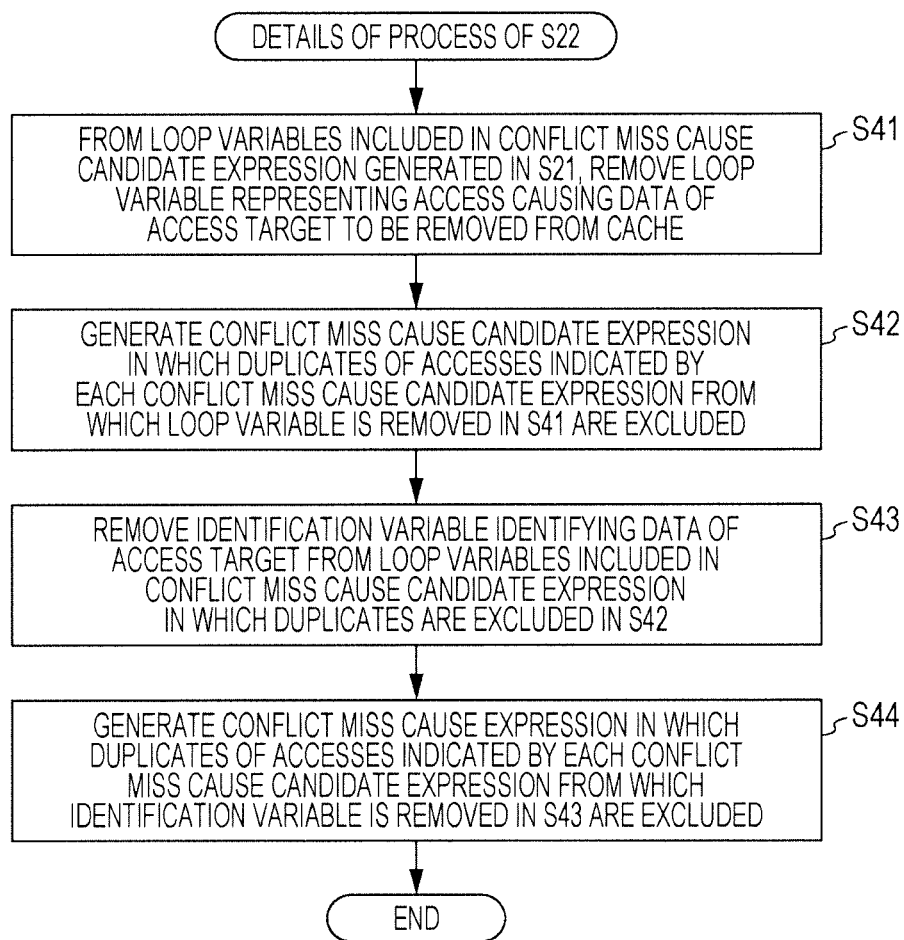 DETAILS OF PROCESS OF S22
S41
FROM LOOP VARIABLES INCLUDED IN CONFLICT MISS CAUSE
CANDIDATE EXPRESSION GENERATED IN S21, REMOVE LOOP
VARIABLE REPRESENTING ACCESS CAUSING DATA OF
ACCESS TARGET TO BE REMOVED FROM CACHE
S42
GENERATE CONFLICT MISS CAUSE CANDIDATE EXPRESSION
IN WHICH DUPLICATES OF ACCESSES INDICATED BY
EACH CONFLICT MISS CAUSE CANDIDATE EXPRESSION FROM
WHICH LOOP VARIABLE IS REMOVED IN S41 ARE EXCLUDED
S43
REMOVE IDENTIFICATION VARIABLE IDENTIFYING DATA OF
ACCESS TARGET FROM LOOP VARIABLES INCLUDED IN
CONFLICT MISS CAUSE CANDIDATE EXPRESSION
IN WHICH DUPLICATES ARE EXCLUDED IN S42
S44
GENERATE CONFLICT MISS CAUSE EXPRESSION IN WHICH
DUPLICATES OF ACCESSES INDICATED BY EACH CONFLICT
MISS CAUSE CANDIDATE EXPRESSION FROM WHICH
IDENTIFICATION VARIABLE IS REMOVED IN S43 ARE EXCLUDED
END